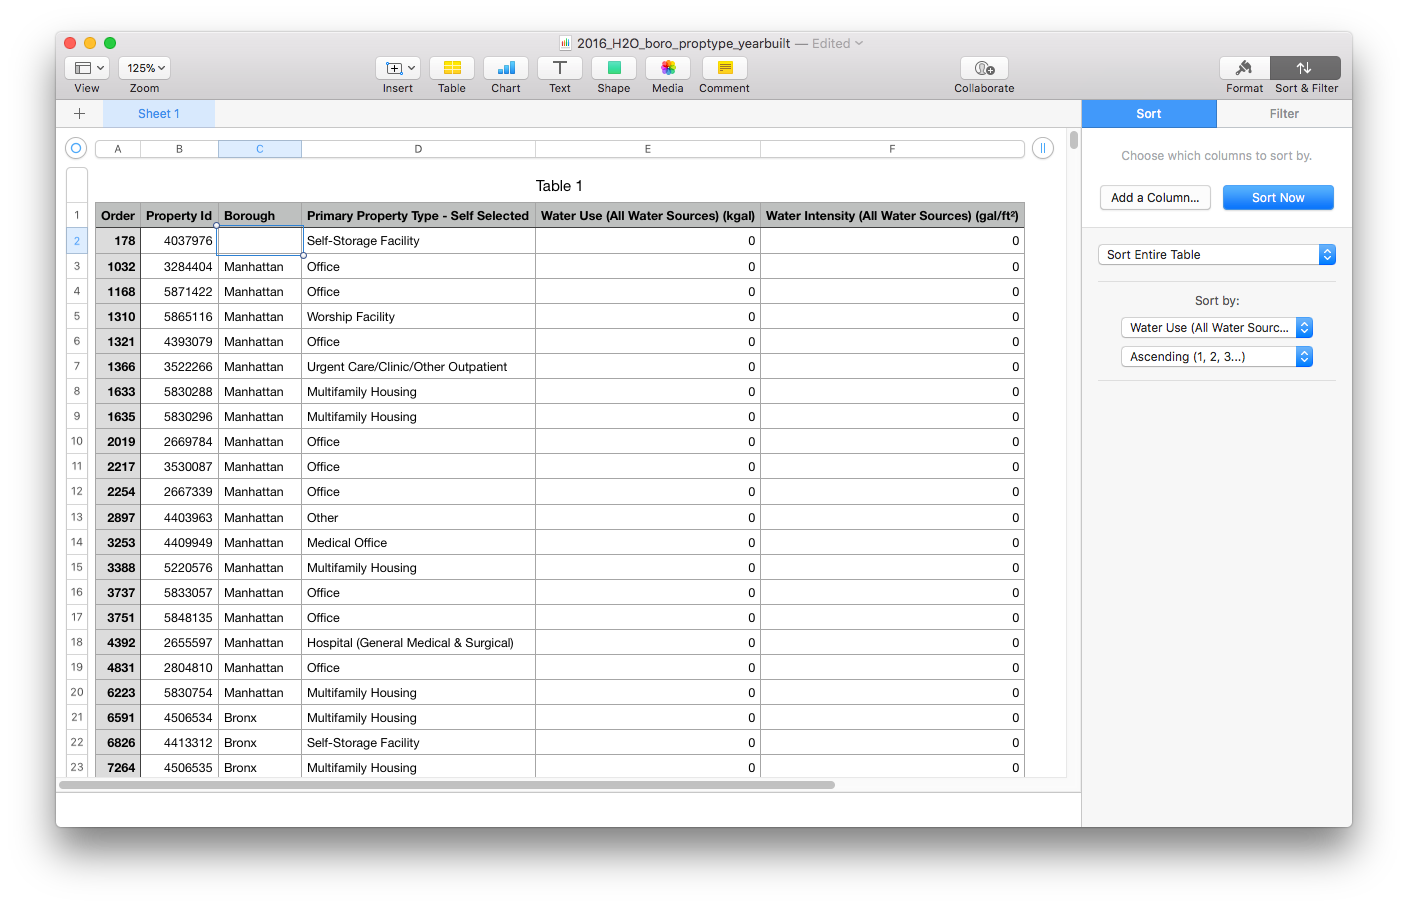 2016_H2O_boro_proptype_yearbuilt — Edited
125%
View Zoom Insert Table Chart Text Shape Media Comment Collaborate Format Sort & Filter
Sheet 1 Sort Filter
A B C D E F
Choose which columns to sort by.
Add a Column... Sort Now
Sort Entire Table
Sort by:
Water Use (All Water Sourc...
Ascending (1, 2, 3...)
Table 1
1 Order Property Id Borough Primary Property Type - Self Selected Water Use (All Water Sources) (kgal) Water Intensity (All Water Sources) (gal/ft²)
2 178 4037976 Self-Storage Facility 0 0
3 1032 3284404 Manhattan Office 0 0
4 1168 5871422 Manhattan Office 0 0
5 1310 5865116 Manhattan Worship Facility 0 0
6 1321 4393079 Manhattan Office 0 0
7 1366 3522266 Manhattan Urgent Care/Clinic/Other Outpatient 0 0
8 1633 5830288 Manhattan Multifamily Housing 0 0
9 1635 5830296 Manhattan Multifamily Housing 0 0
10 2019 2669784 Manhattan Office 0 0
11 2217 3530087 Manhattan Office 0 0
12 2254 2667339 Manhattan Office 0 0
13 2897 4403963 Manhattan Other 0 0
14 3253 4409949 Manhattan Medical Office 0 0
15 3388 5220576 Manhattan Multifamily Housing 0 0
16 3737 5833057 Manhattan Office 0 0
17 3751 5848135 Manhattan Office 0 0
18 4392 2655597 Manhattan Hospital (General Medical & Surgical) 0 0
19 4831 2804810 Manhattan Office 0 0
20 6223 5830754 Manhattan Multifamily Housing 0 0
21 6591 4506534 Bronx Multifamily Housing 0 0
22 6826 4413312 Bronx Self-Storage Facility 0 0
23 7264 4506535 Bronx Multifamily Housing 0 0